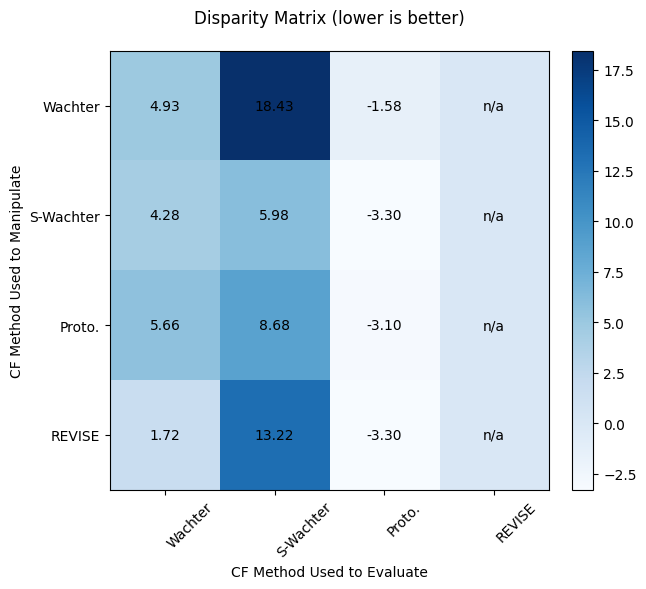 Disparity Matrix (lower is better)
CF Method Used to Manipulate
Wachter 4.93 18.43 -1.58 n/a
S-Wachter 4.28 5.98 -3.30 n/a
Proto. 5.66 8.68 -3.10 n/a
REVISE 1.72 13.22 -3.30 n/a
Wachter S-Wachter Proto. REVISE
CF Method Used to Evaluate
17.5
15.0
12.5
10.0
7.5
5.0
2.5
0.0
−2.5